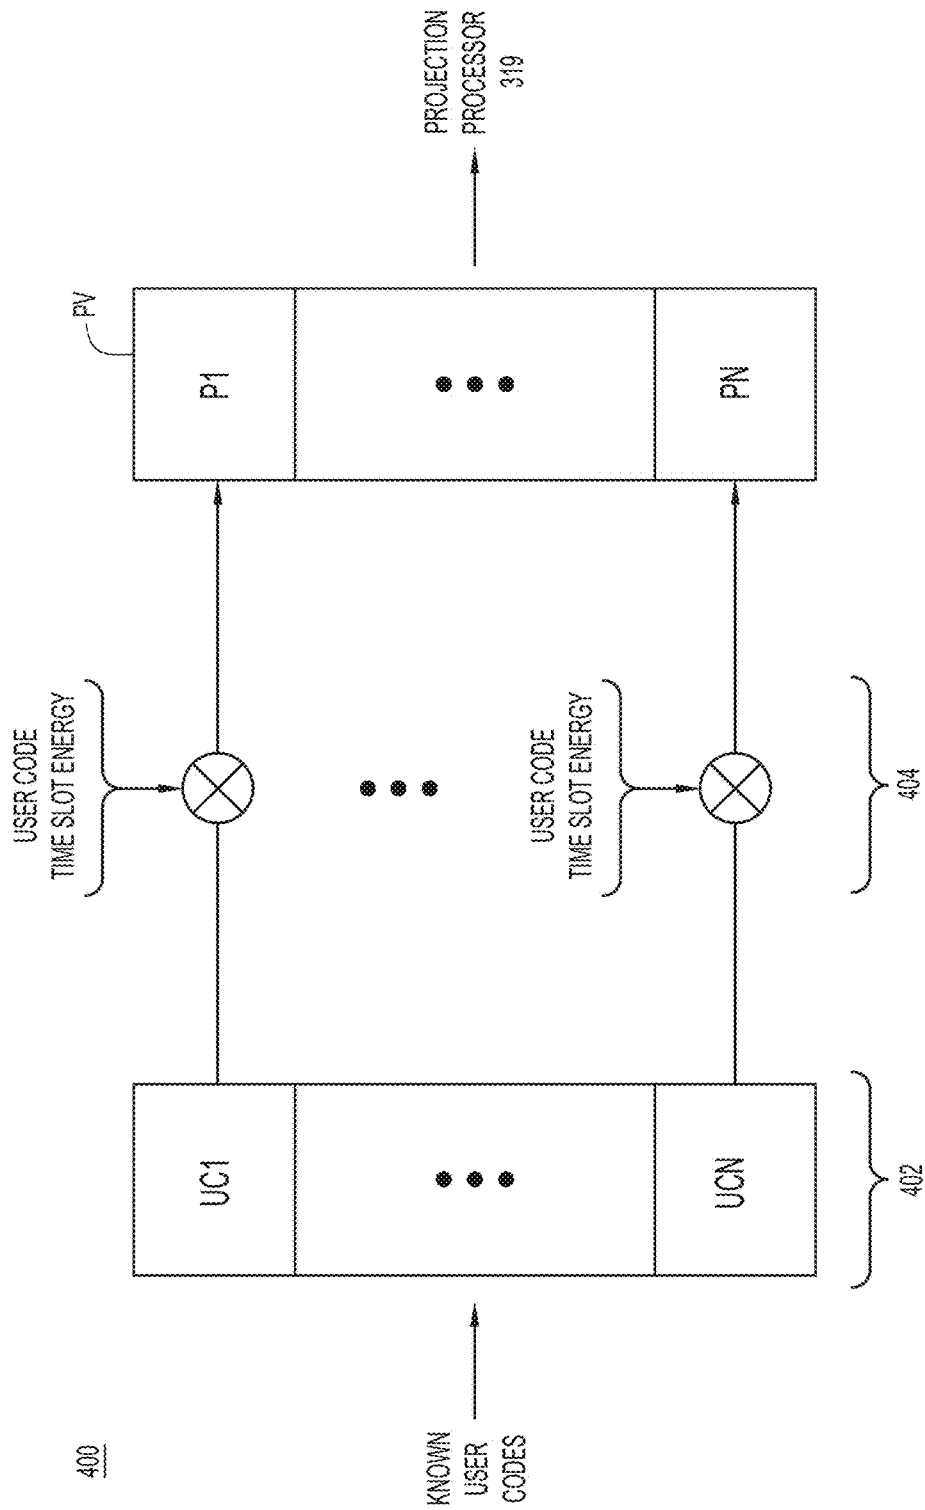 400
KNOWN
USER
CODES
UC1
UCN
402
USER CODE
TIME SLOT ENERGY
USER CODE
TIME SLOT ENERGY
404
PV
P1
PN
PROJECTION
PROCESSOR
319